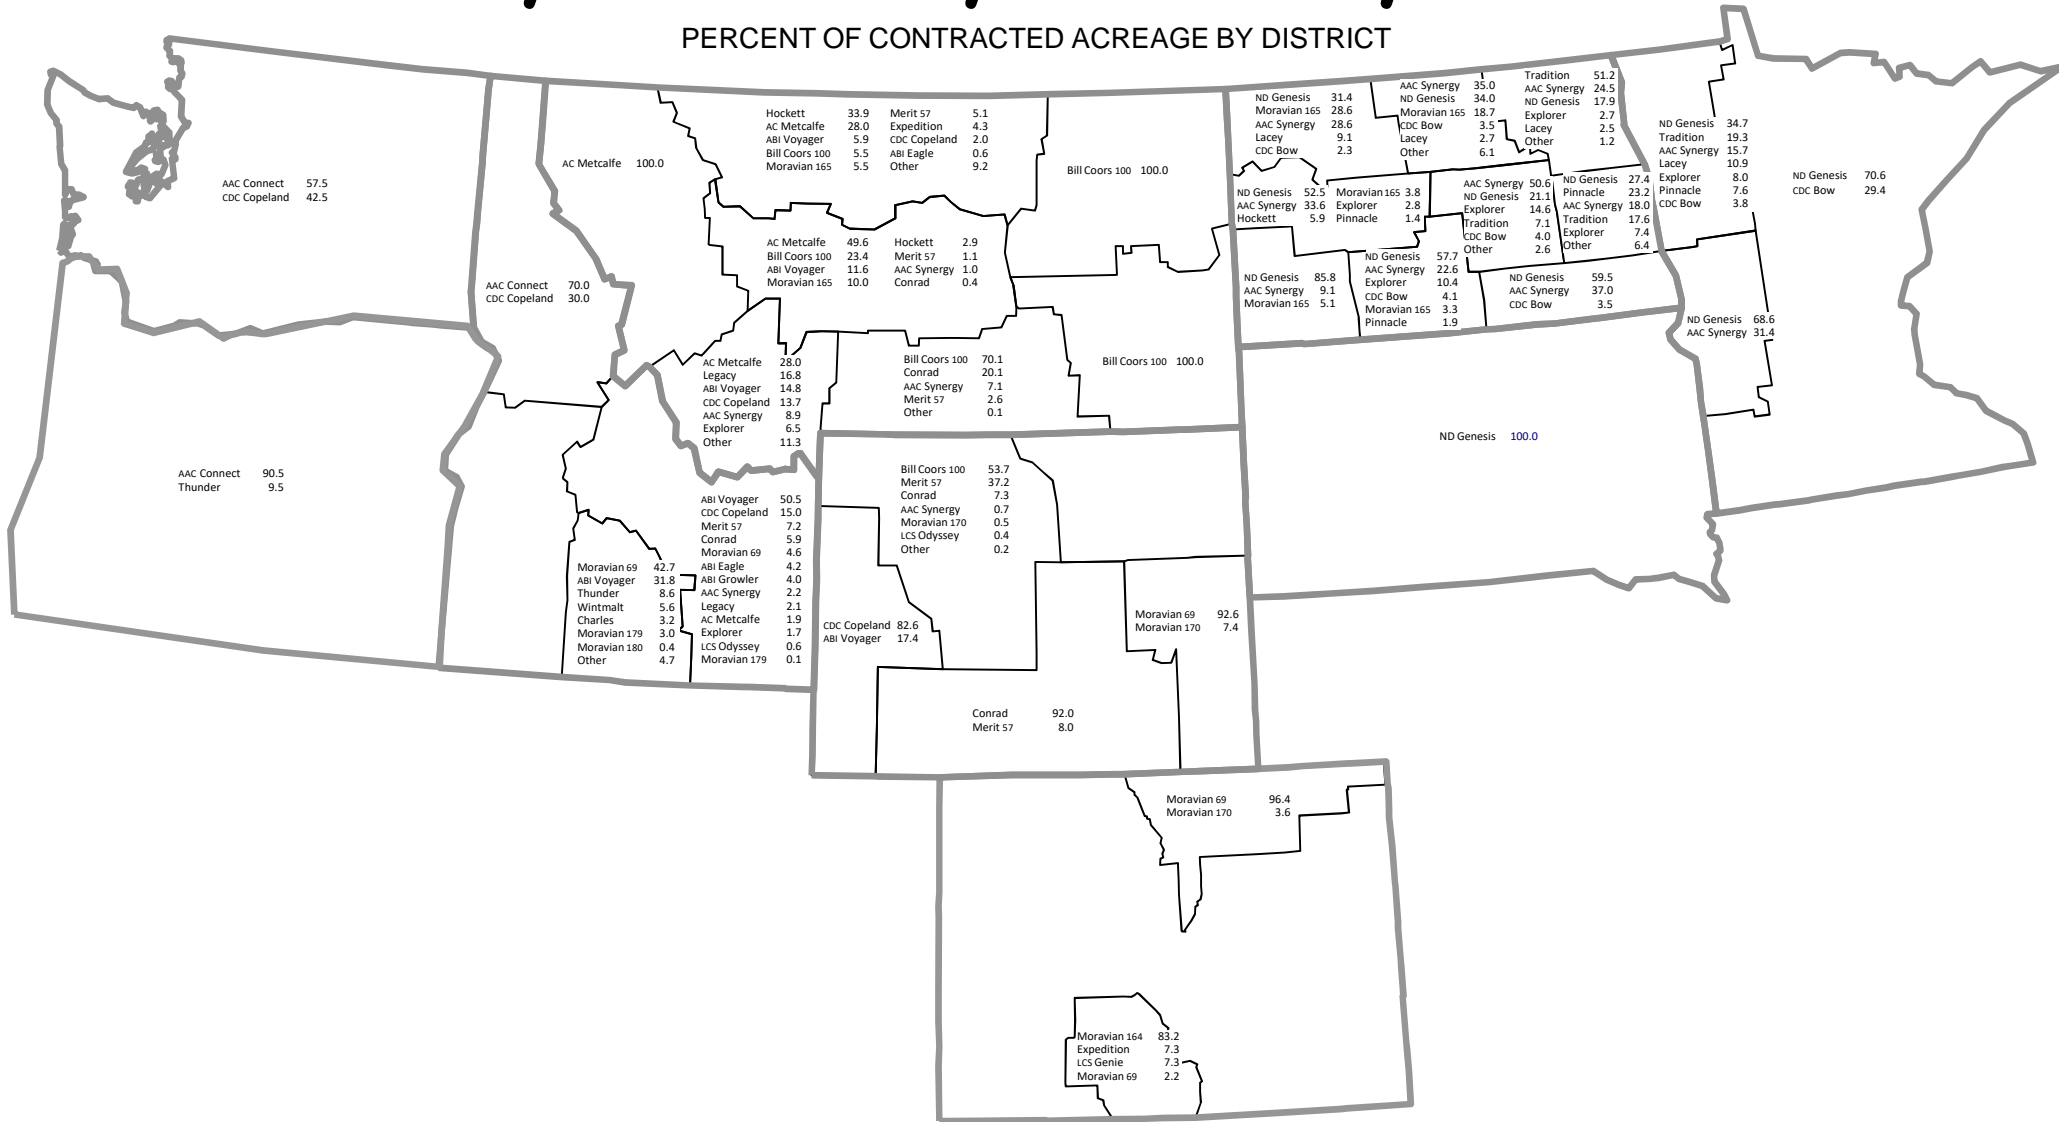 PERCENT OF CONTRACTED ACREAGE BY DISTRICT
AAC Connect 57.5
CDC Copeland 42.5
AAC Connect 90.5
Thunder 9.5
AAC Connect 70.0
CDC Copeland 30.0
AC Metcalfe 100.0
Hockett 33.9 Merit 57 5.1
AC Metcalfe 28.0 Expedition 4.3
ABI Voyager 5.9 CDC Copeland 2.0
Bill Coors 100 5.5 ABI Eagle 0.6
Moravian 165 5.5 Other 9.2
Bill Coors 100 100.0
AC Metcalfe 49.6 Hockett 2.9
Bill Coors 100 23.4 Merit 57 1.1
ABI Voyager 11.6 AAC Synergy 1.0
Moravian 165 10.0 Conrad 0.4
AC Metcalfe 28.0
Legacy 16.8
ABI Voyager 14.8
CDC Copeland 13.7
AAC Synergy 8.9
Explorer 6.5
Other 11.3
Bill Coors 100 70.1
Conrad 20.1
AAC Synergy 7.1
Merit 57 2.6
Other 0.1
Bill Coors 100 100.0
Moravian 69 42.7
ABI Voyager 31.8
Thunder 8.6
Wintmalt 5.6
Charles 3.2
Moravian 179 3.0
Moravian 180 0.4
Other 4.7
ABI Voyager 50.5
CDC Copeland 15.0
Merit 57 7.2
Conrad 5.9
Moravian 69 4.6
ABI Eagle 4.2
ABI Growler 4.0
AAC Synergy 2.2
Legacy 2.1
AC Metcalfe 1.9
Explorer 1.7
LCS Odyssey 0.6
Moravian 179 0.1
Bill Coors 100 53.7
Merit 57 37.2
Conrad 7.3
AAC Synergy 0.7
Moravian 170 0.5
LCS Odyssey 0.4
Other 0.2
CDC Copeland 82.6
ABI Voyager 17.4
Moravian 69 92.6
Moravian 170 7.4
Conrad 92.0
Merit 57 8.0
Moravian 69 96.4
Moravian 170 3.6
Moravian 164 83.2
Expedition 7.3
LCS Genie 7.3
Moravian 69 2.2
ND Genesis 31.4
Moravian 165 28.6
AAC Synergy 28.6
Lacey 9.1
CDC Bow 2.3
AAC Synergy 35.0
ND Genesis 34.0
Moravian 165 18.7
CDC Bow 3.5
Lacey 2.7
Other 6.1
Tradition 51.2
AAC Synergy 24.5
ND Genesis 17.9
Explorer 2.7
Lacey 2.5
Other 1.2
ND Genesis 52.5 Moravian 165 3.8
AAC Synergy 33.6 Explorer 2.8
Hockett 5.9 Pinnacle 1.4
AAC Synergy 50.6
ND Genesis 21.1
Explorer 14.6
Tradition 7.1
CDC Bow 4.0
Other 2.6
ND Genesis 27.4
Pinnacle 23.2
AAC Synergy 18.0
Tradition 17.6
Explorer 7.4
Other 6.4
ND Genesis 85.8
AAC Synergy 9.1
Moravian 165 5.1
ND Genesis 57.7
AAC Synergy 22.6
Explorer 10.4
CDC Bow 4.1
Moravian 165 3.3
Pinnacle 1.9
ND Genesis 59.5
AAC Synergy 37.0
CDC Bow 3.5
ND Genesis 100.0
ND Genesis 34.7
Tradition 19.3
AAC Synergy 15.7
Lacey 10.9
Explorer 8.0
Pinnacle 7.6
CDC Bow 3.8
ND Genesis 70.6
CDC Bow 29.4
ND Genesis 68.6
AAC Synergy 31.4